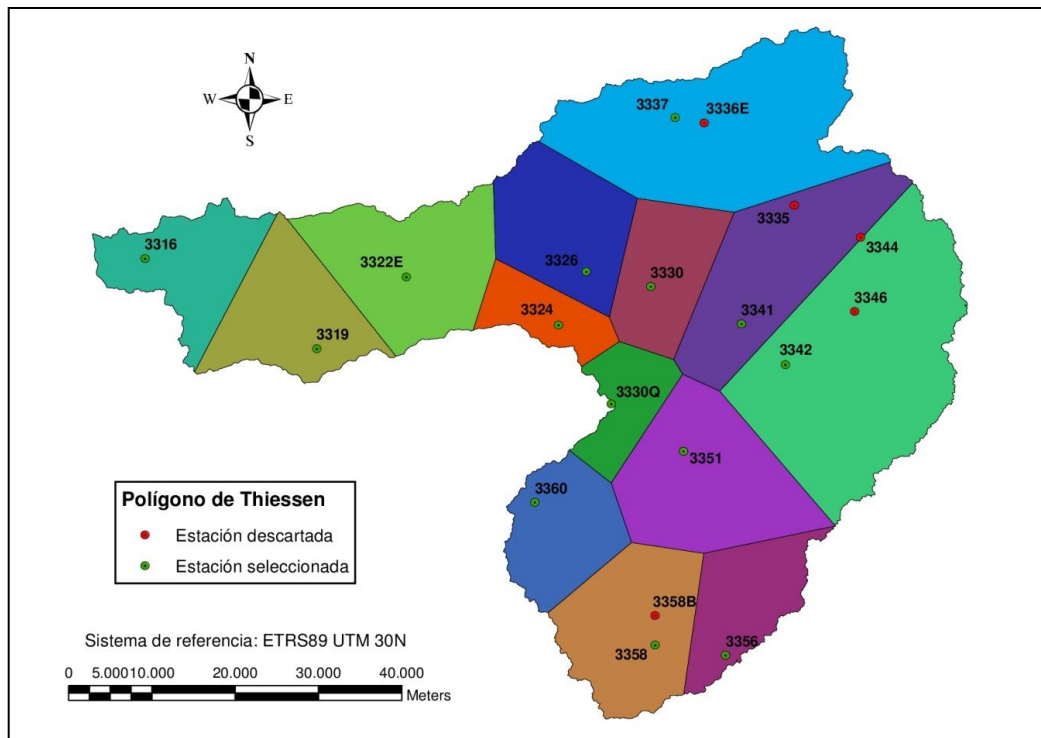 N
W
E
S
3337
3336E
3335
3344
3316
3322E
3326
3330
3346
3324
3341
3319
3342
3330Q
3351
3360
3358B
3358
3356
Polígono de Thiessen
Estación descartada
Estación seleccionada
Sistema de referencia: ETRS89 UTM 30N
0 5.000 10.000 20.000 30.000 40.000
Meters